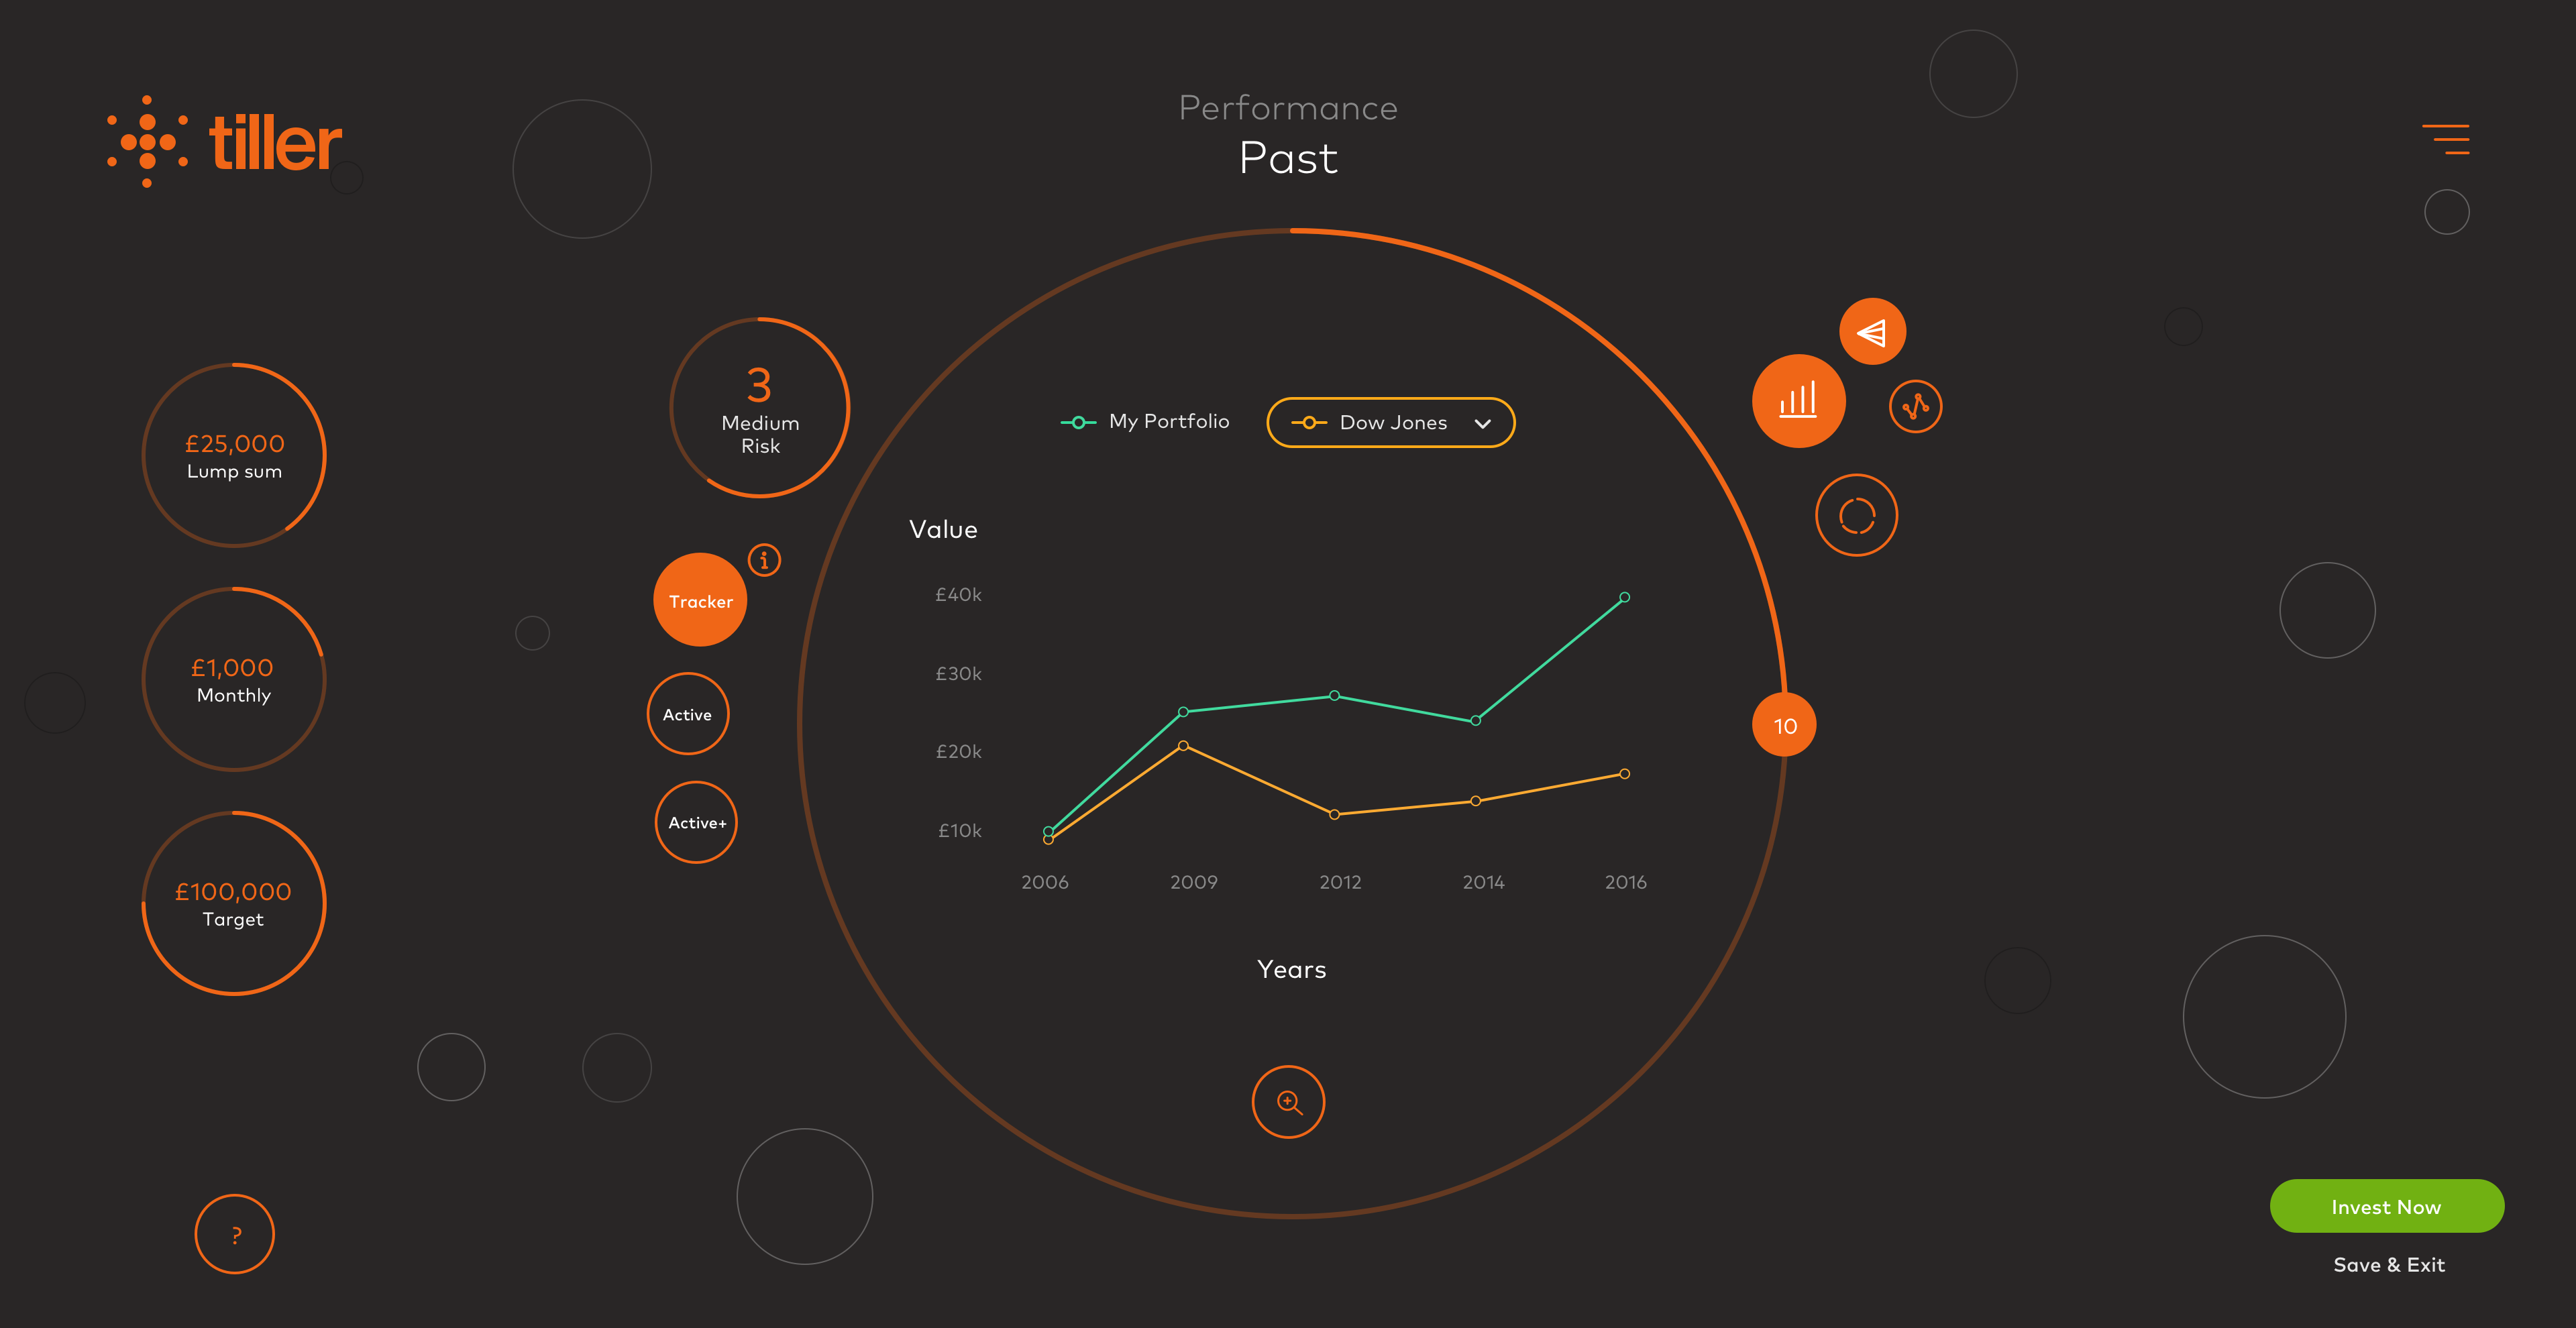 tiller
Performance
Past
£25,000
Lump sum
£1,000
Monthly
£100,000
Target
?
3
Medium
Risk
i
Tracker
Active
Active+
My Portfolio
Dow Jones
Value
£40k
£30k
£20k
£10k
2006 2009 2012 2014 2016
Years
10
Invest Now
Save & Exit